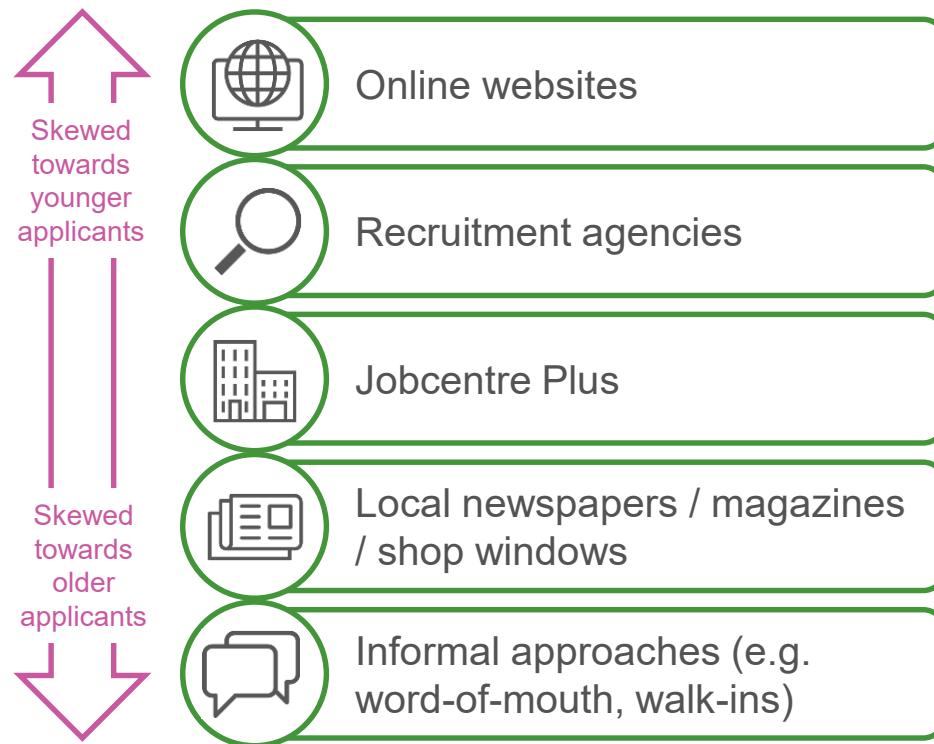 Online websites
Skewed
towards
younger
applicants
Recruitment agencies
Jobcentre Plus
Local newspapers / magazines
/ shop windows
Skewed
towards
older
applicants
Informal approaches (e.g.
word-of-mouth, walk-ins)